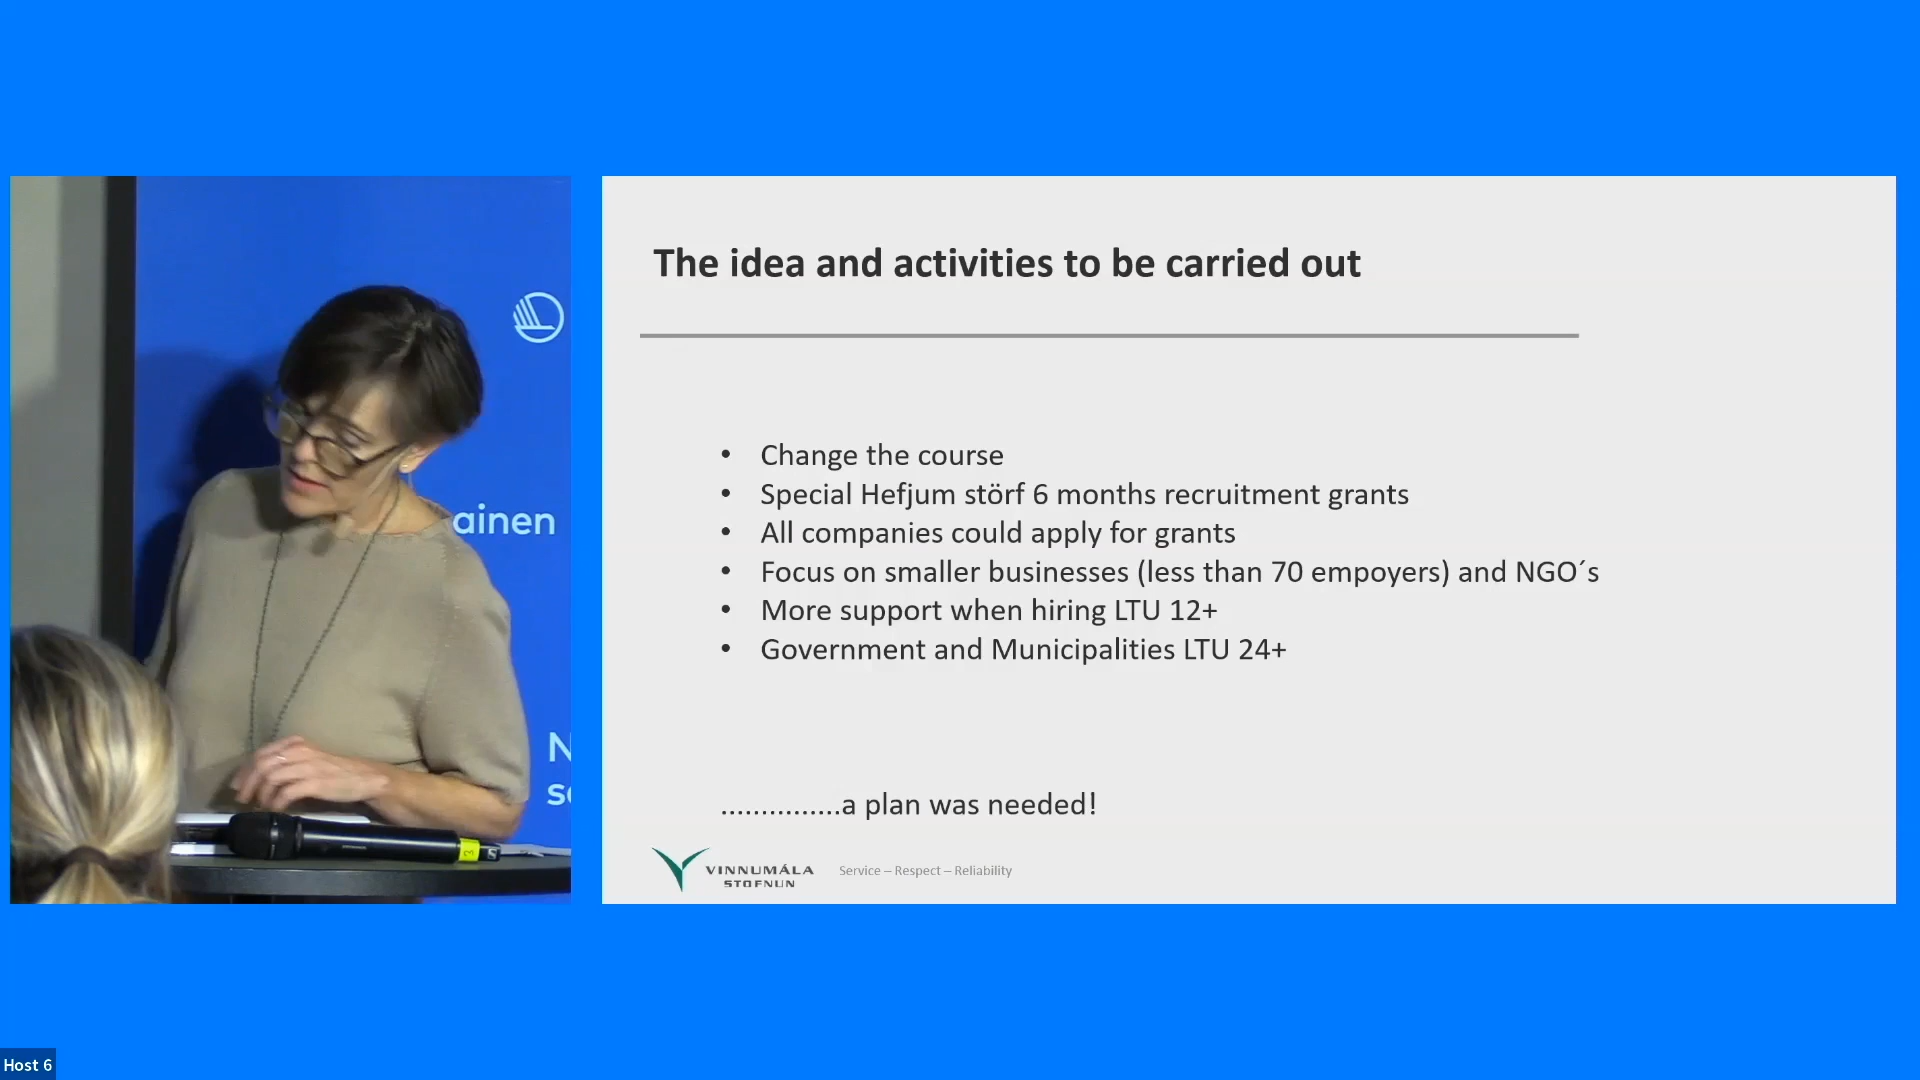 The idea and activities to be carried out
• Change the course
• Special Hefjum störf 6 months recruitment grants
• All companies could apply for grants
• Focus on smaller businesses (less than 70 empoyers) and NGO´s
• More support when hiring LTU 12+
• Government and Municipalities LTU 24+
...............a plan was needed!
VINNUMÁLA
STOFNUN
Service – Respect – Reliability
ainen
N
3
Host 6